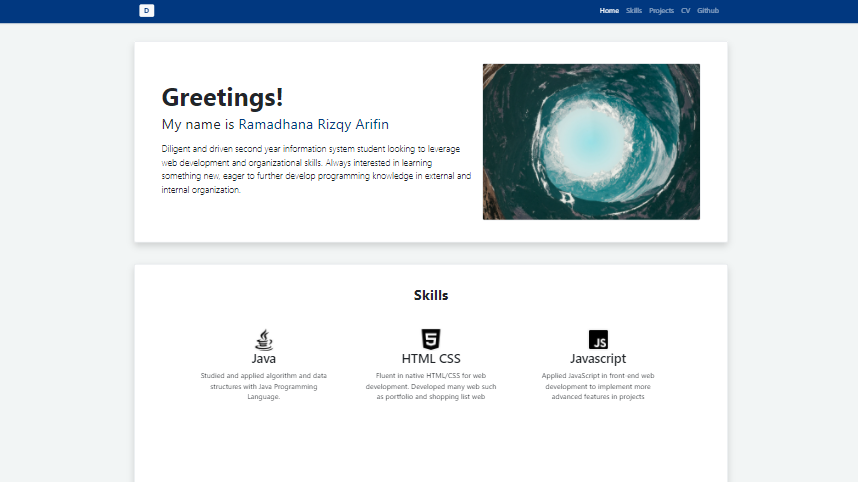 D
Home Skills Projects CV Github
Greetings!
My name is Ramadhana Rizqy Arifin
Diligent and driven second year information system student looking to leverage
web development and organizational skills. Always interested in learning
something new, eager to further develop programming knowledge in external and
internal organization.
Skills
Java
Studied and applied algorithm and data
structures with Java Programming
Language.
5
HTML CSS
Fluent in native HTML/CSS for web
development. Developed many web such
as portfolio and shopping list web
JS
Javascript
Applied JavaScript in front-end web
development to implement more
advanced features in projects